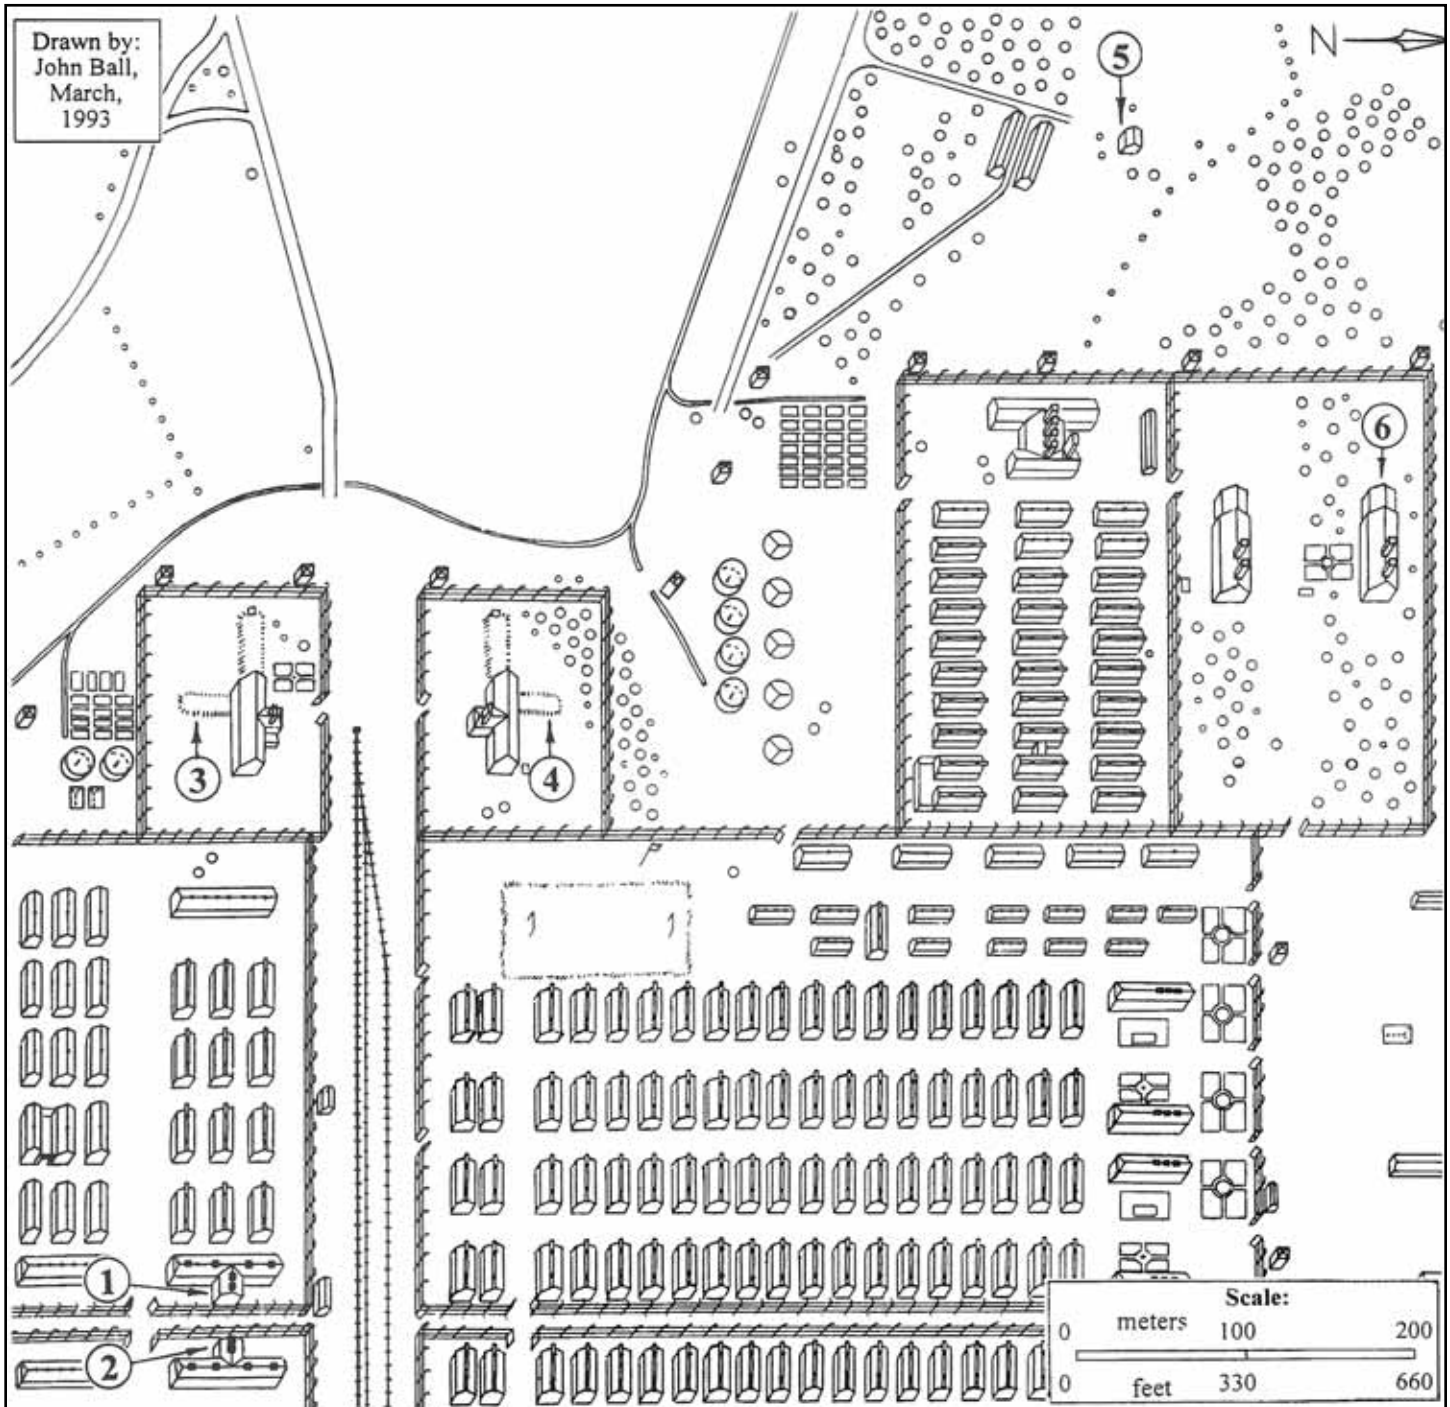 Drawn by:
John Ball,
March,
1993
N
5
6
3
4
1
2
Scale:
0 meters 100 200
0 feet 330 660